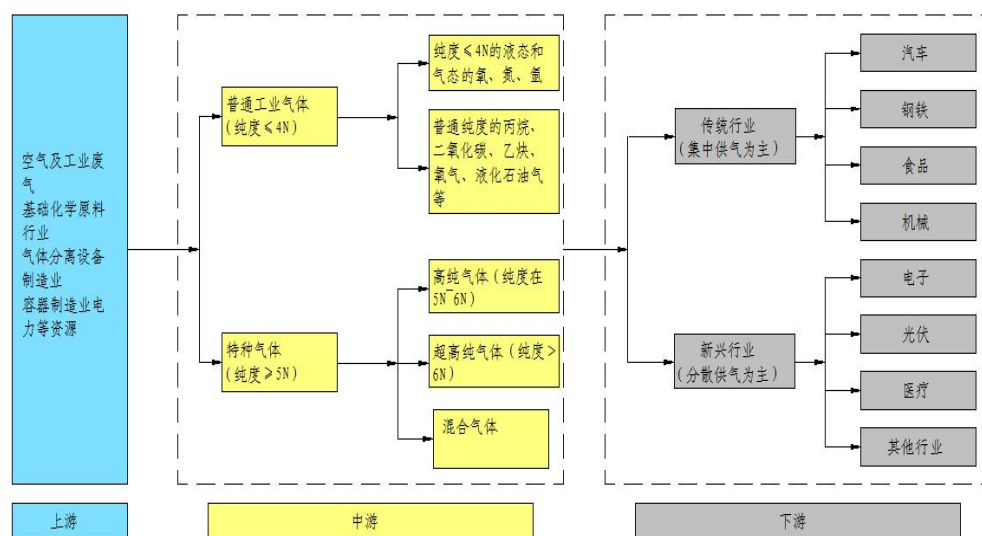 空气及工业废
气
基础化学原料
行业
气体分离设备
制造业
容器制造业电
力等资源
上游
普通工业气体
(纯度≤4N)
特种气体
(纯度≥5N)
纯度≤4N的液态和
气态的氧、氮、氩
普通纯度的丙烷、
二氧化碳、乙炔、
氧气、液化石油气
等
高纯气体(纯度在
5N~6N)
超高纯气体(纯度>
6N)
混合气体
中游
传统行业
(集中供气为主)
新兴行业
(分散供气为主)
汽车
钢铁
食品
机械
电子
光伏
医疗
其他行业
下游